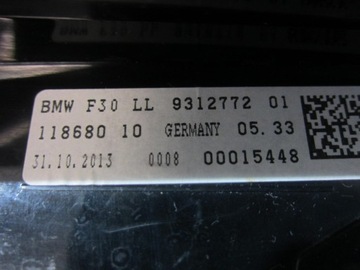 BMW F30 LL 9312772 01
118680 10 GERMANY 05.33
31.10.2013 0008 00015448